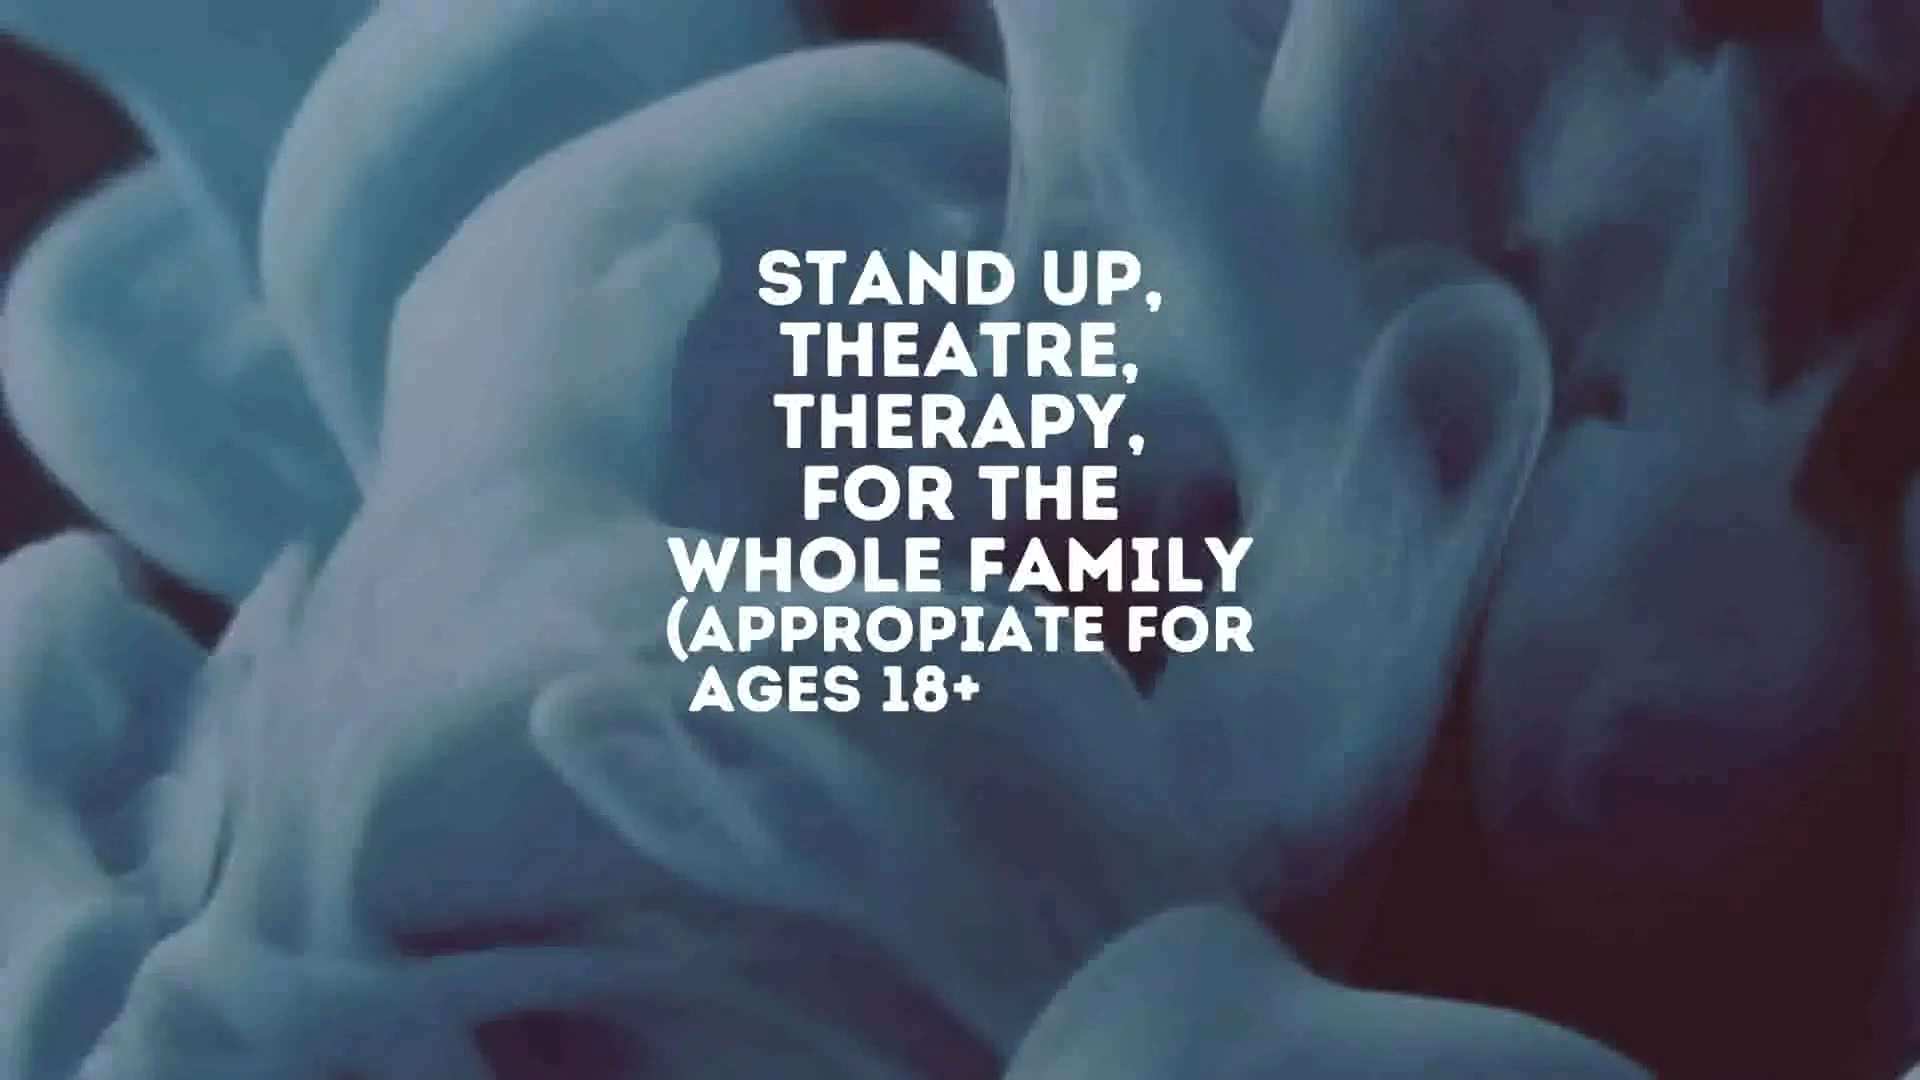 STAND UP,
THEATRE,
THERAPY,
FOR THE
WHOLE FAMILY
(APPROPIATE FOR
AGES 18+